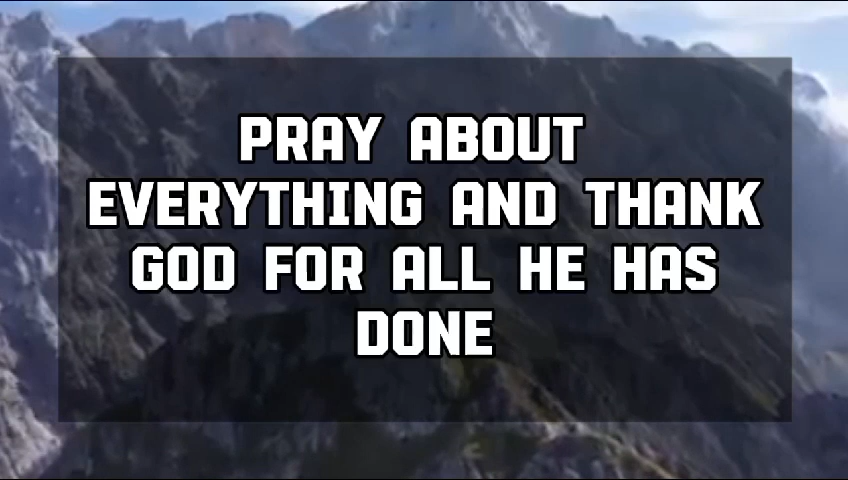 PRAY ABOUT
EVERYTHING AND THANK
GOD FOR ALL HE HAS
DONE